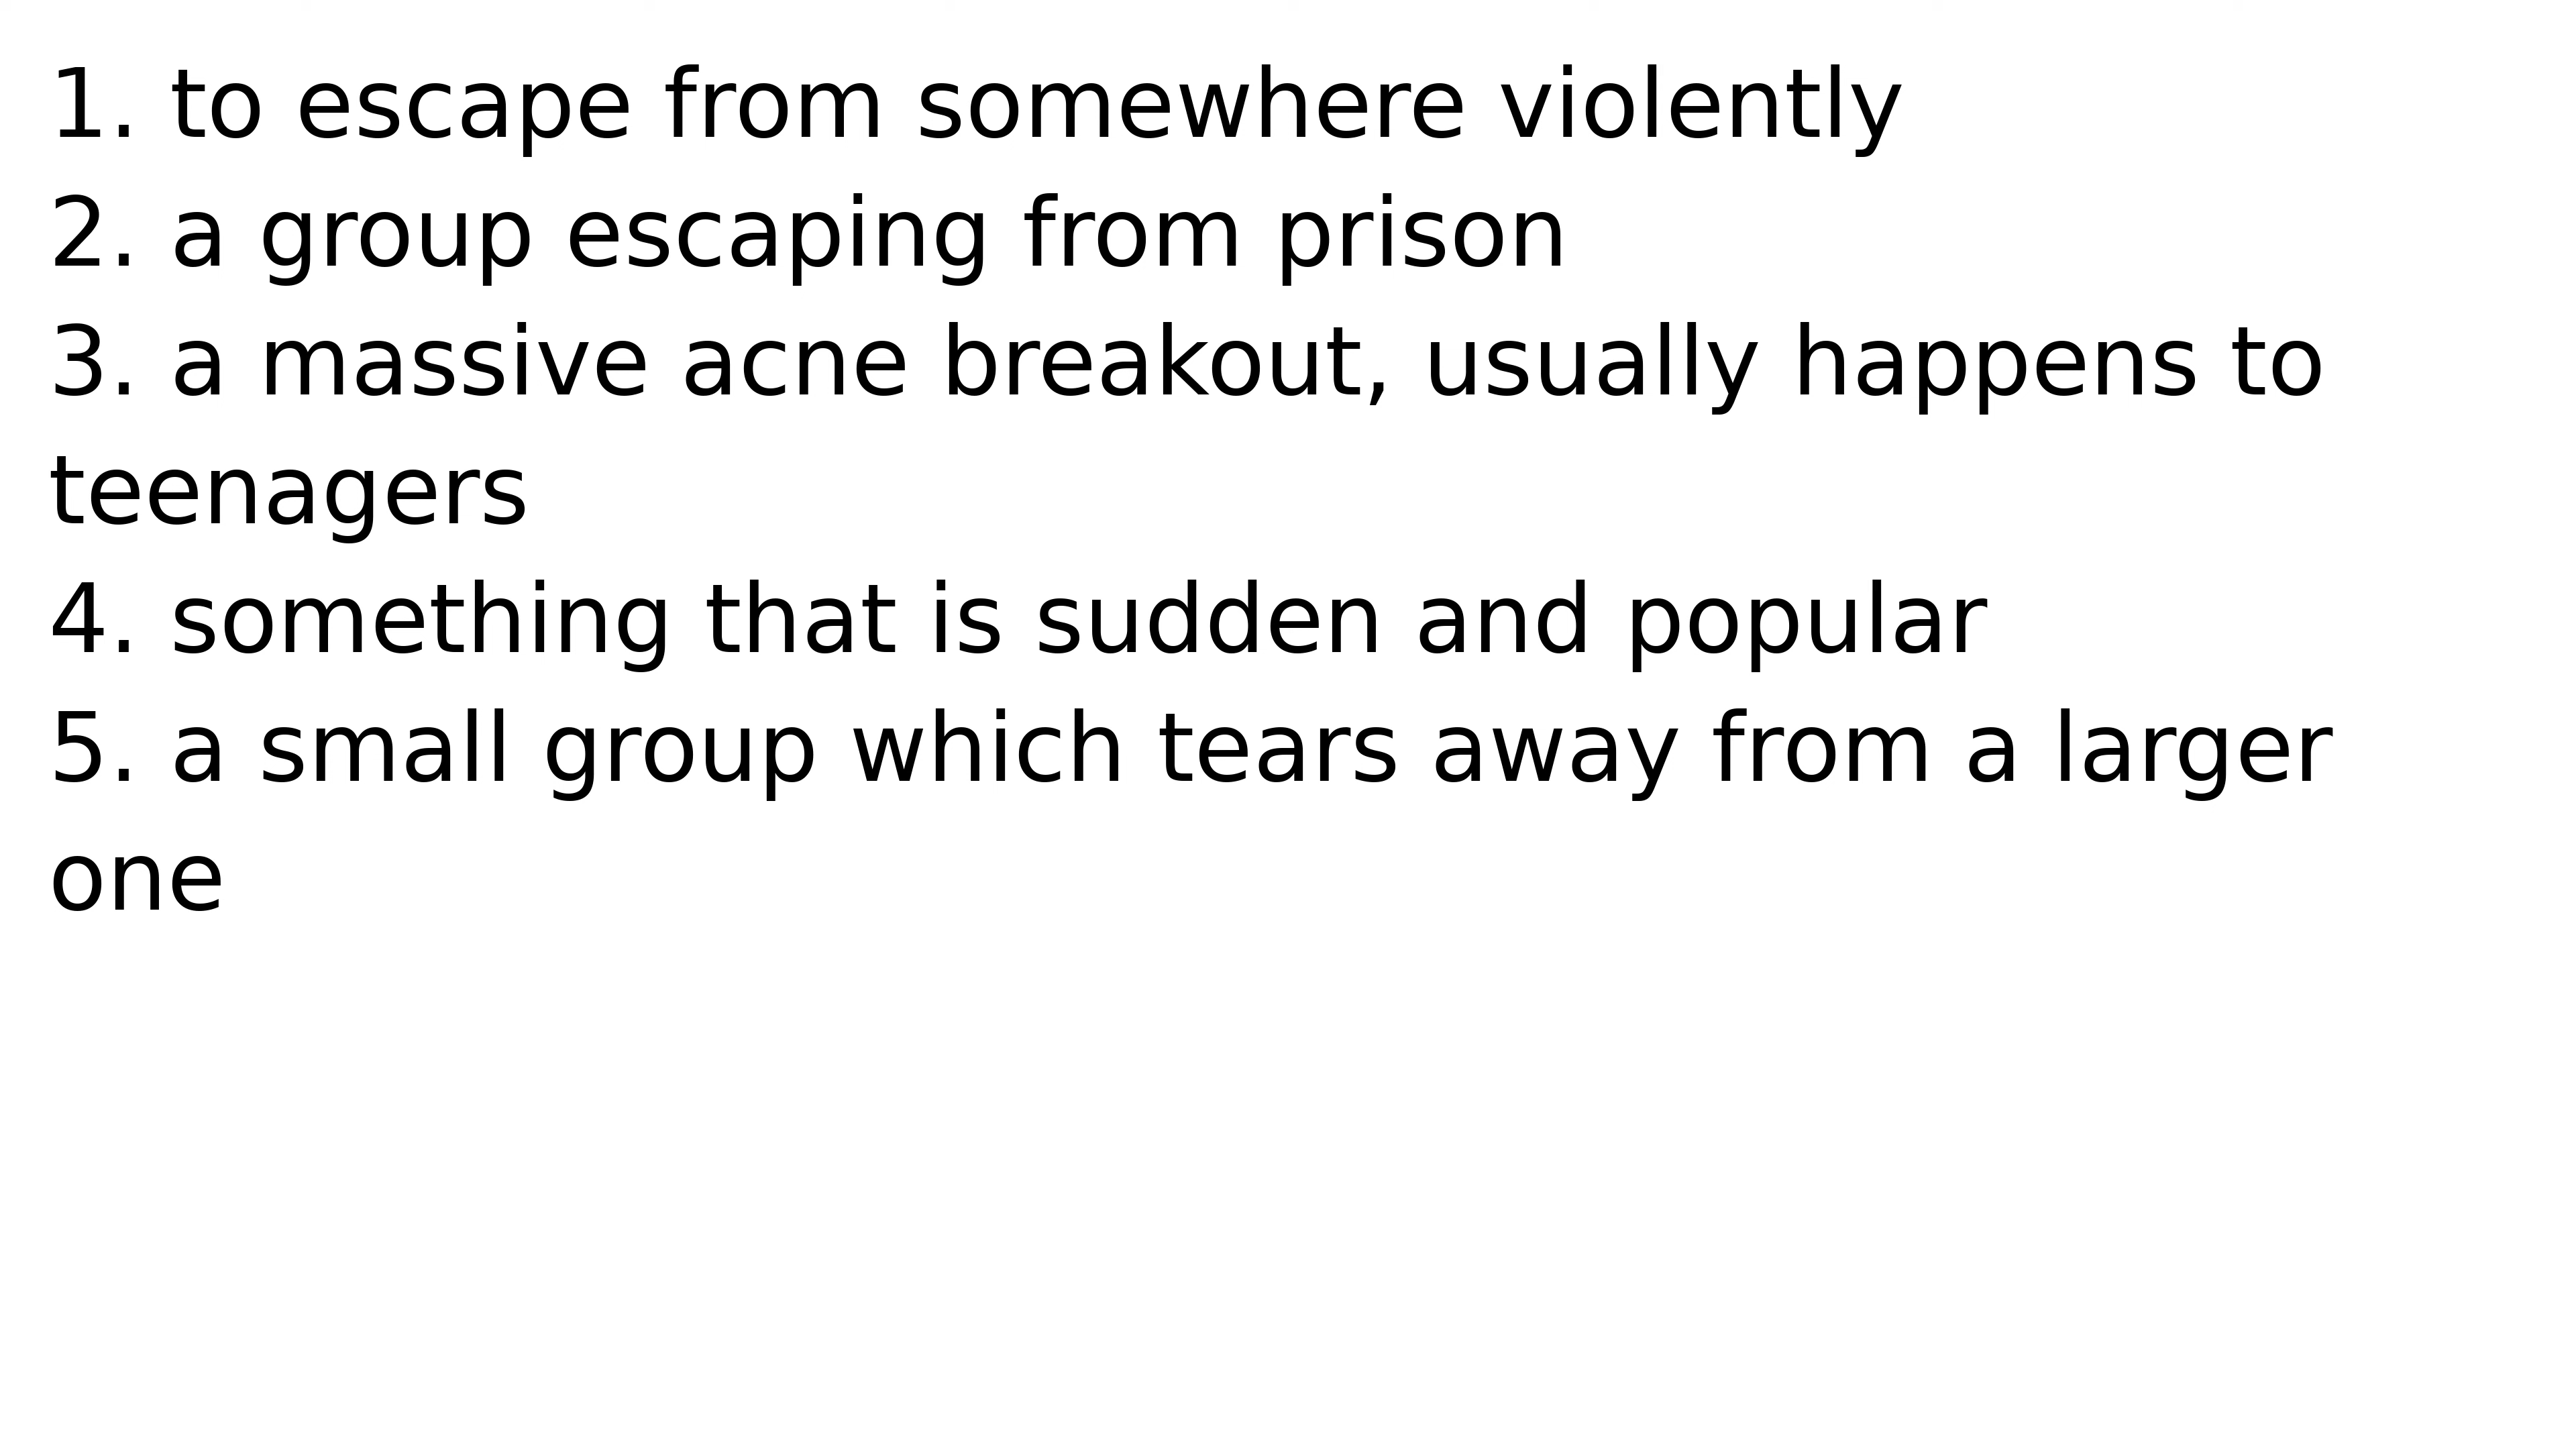 1. to escape from somewhere violently
2. a group escaping from prison
3. a massive acne breakout, usually happens to
teenagers
4. something that is sudden and popular
5. a small group which tears away from a larger
one